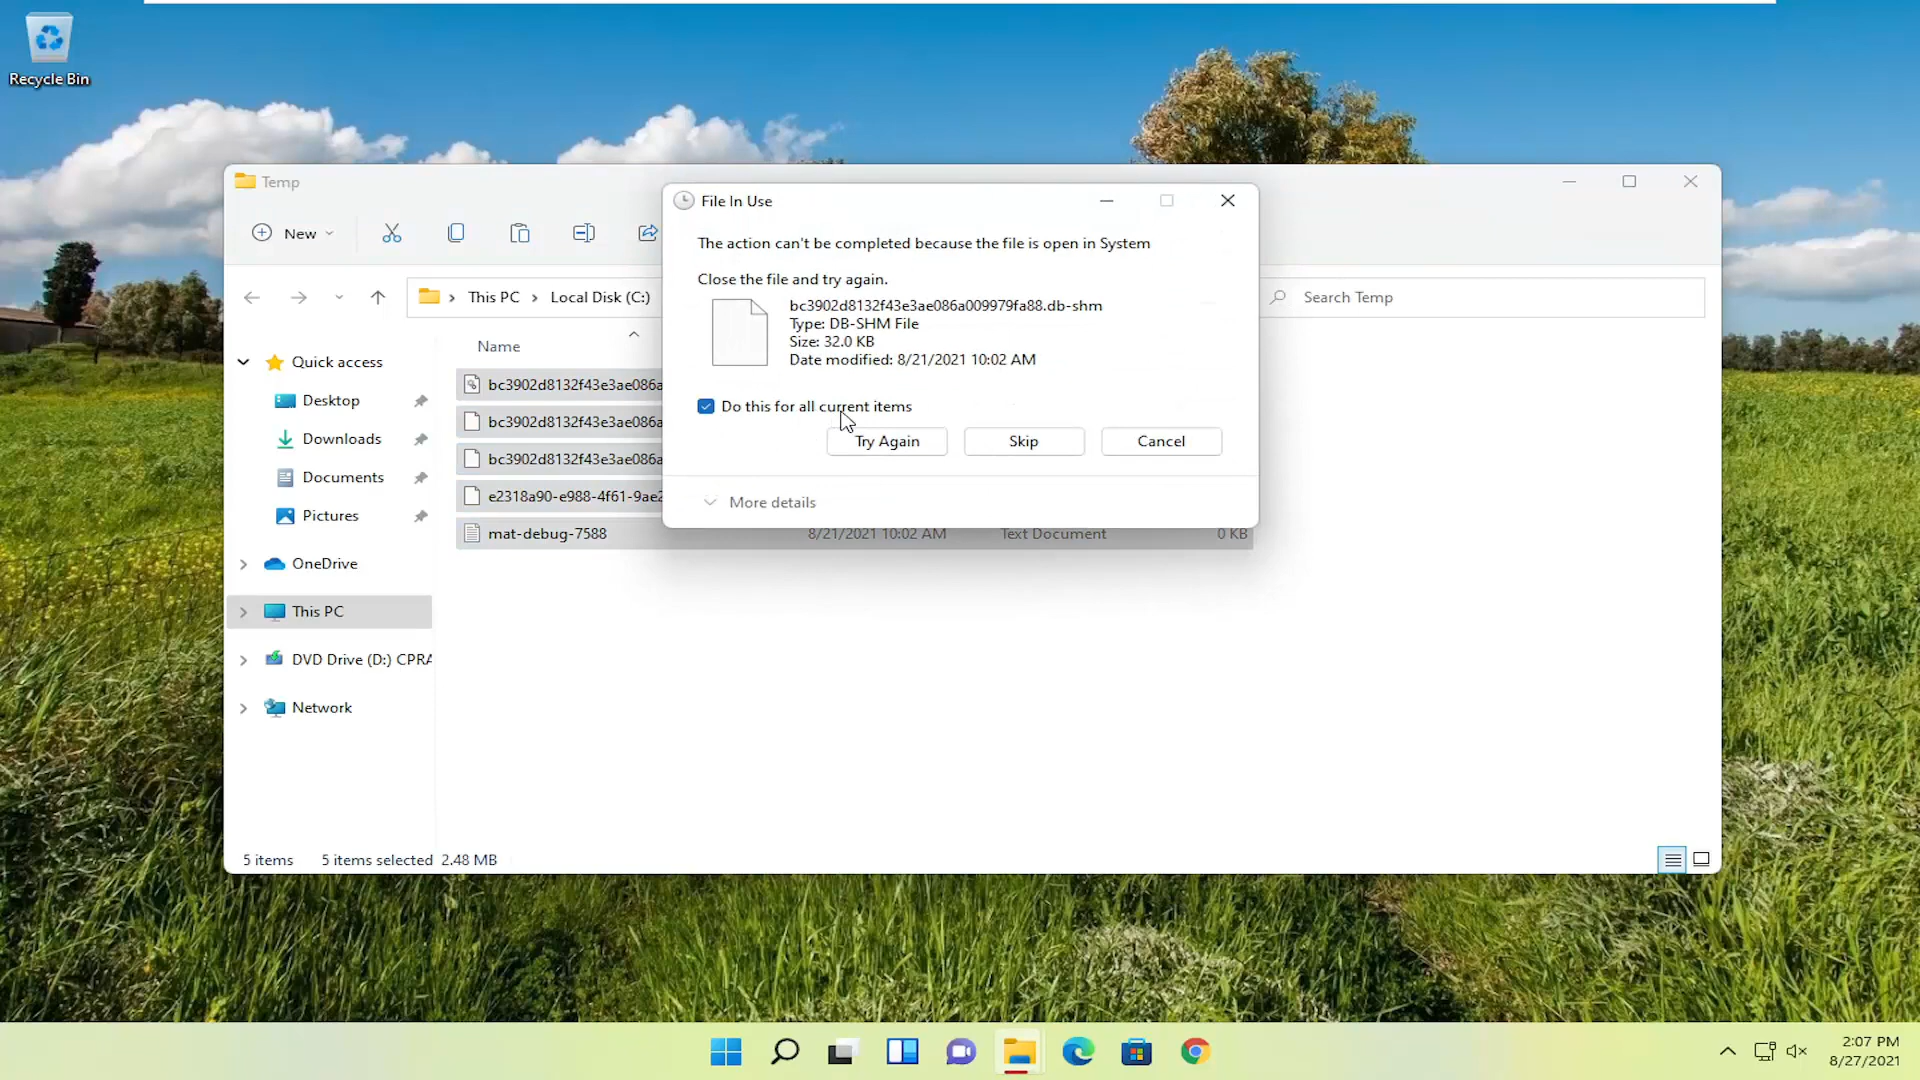 Recycle Bin
Temp
New
This PC
Local Disk (C:)
Search Temp
Quick access
Desktop
Downloads
Documents
Pictures
OneDrive
This PC
DVD Drive (D:) CPRA
Network
Name
bc3902d8132f43e3ae086a
bc3902d8132f43e3ae086a
bc3902d8132f43e3ae086a
e2318a90-e988-4f61-9ae2
mat-debug-7588 8/21/2021 10:02 AM Text Document 0 KB
5 items 5 items selected 2.48 MB
File In Use
The action can't be completed because the file is open in System
Close the file and try again.
bc3902d8132f43e3ae086a009979fa88.db-shm
Type: DB-SHM File
Size: 32.0 KB
Date modified: 8/21/2021 10:02 AM
Do this for all current items
Try Again Skip Cancel
More details
2:07 PM
8/27/2021